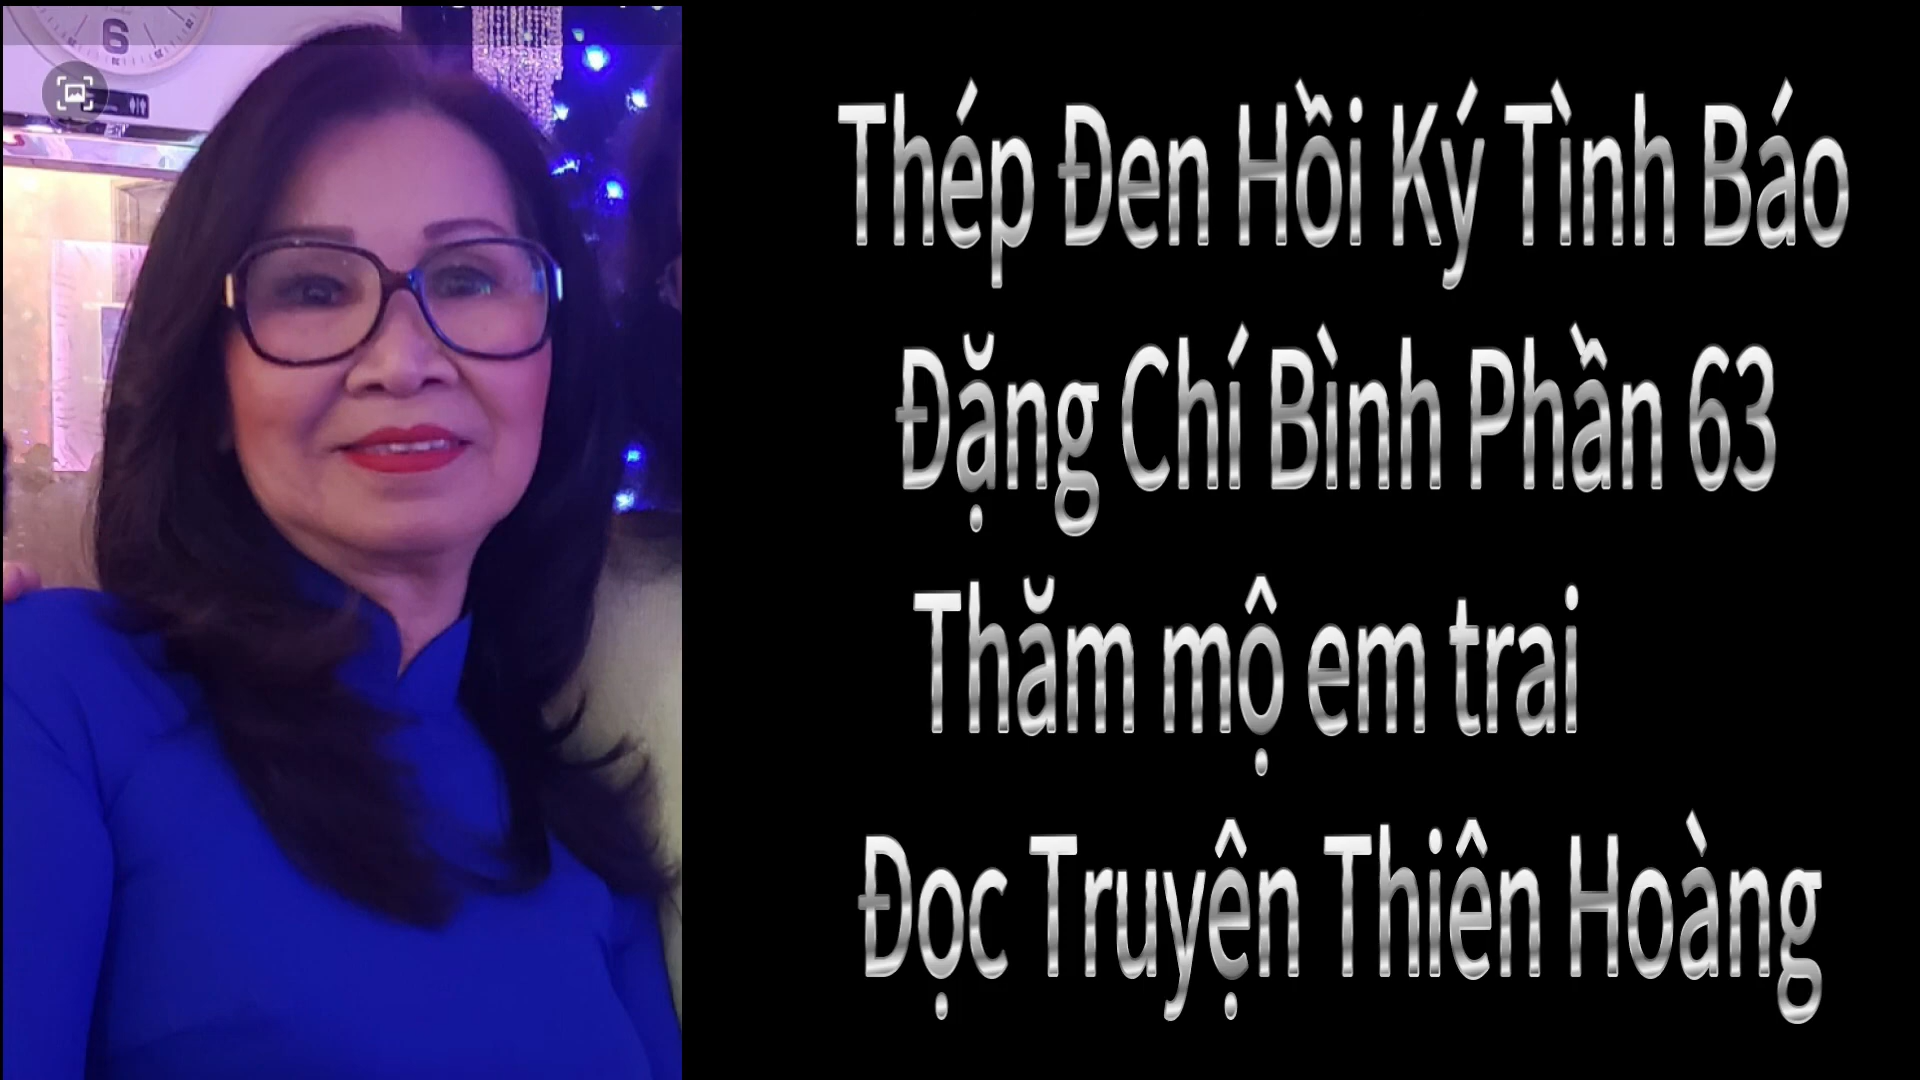 6
Thép Đen Hồi Ký Tình Báo
Đặng Chí Bình Phần 63
Thăm mộ em trai
Đọc Truyện Thiên Hoàng